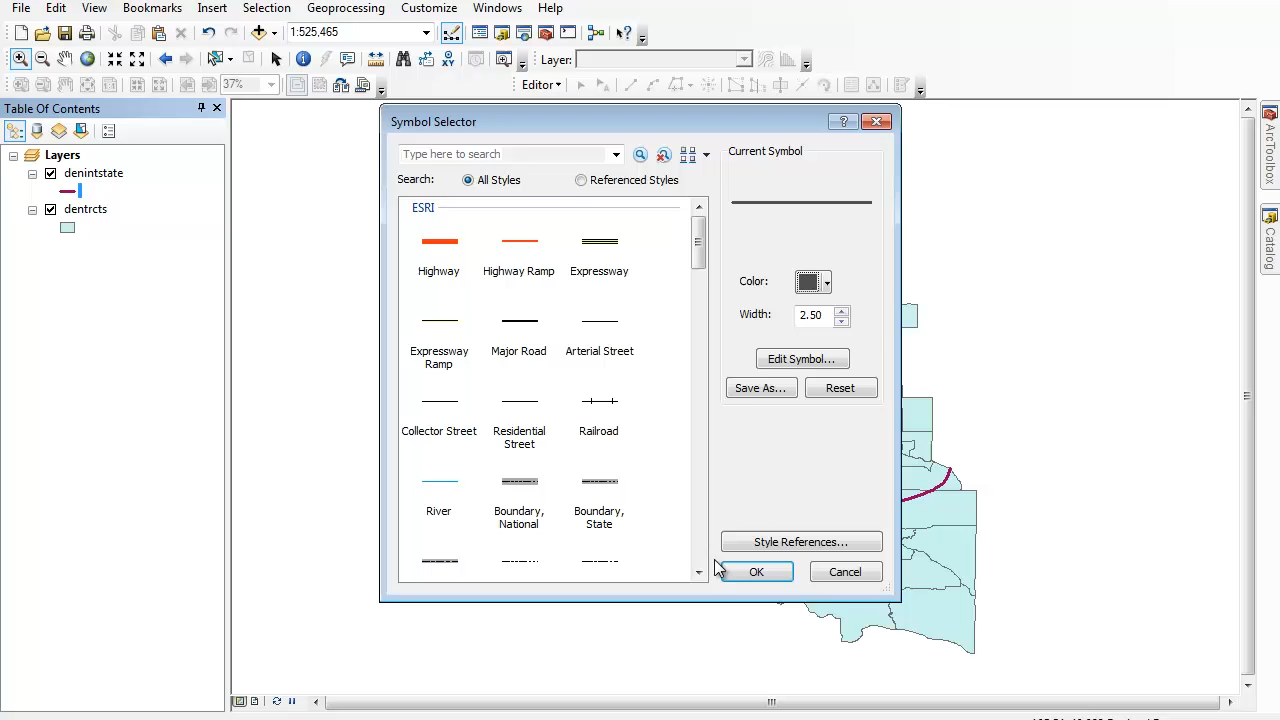 File Edit View Bookmarks Insert Selection Geoprocessing Customize Windows Help
1:525,465
Layer:
37%
Editor
Table Of Contents
Layers
denintstate
dentrcts
Symbol Selector
Type here to search
Search: All Styles Referenced Styles
ESRI
Highway Highway Ramp Expressway
Expressway Ramp Major Road Arterial Street
Collector Street Residential Street Railroad
River Boundary, National Boundary, State
Current Symbol
Color:
Width: 2.50
Edit Symbol...
Save As... Reset
Style References...
OK Cancel
ArcToolbox
Catalog